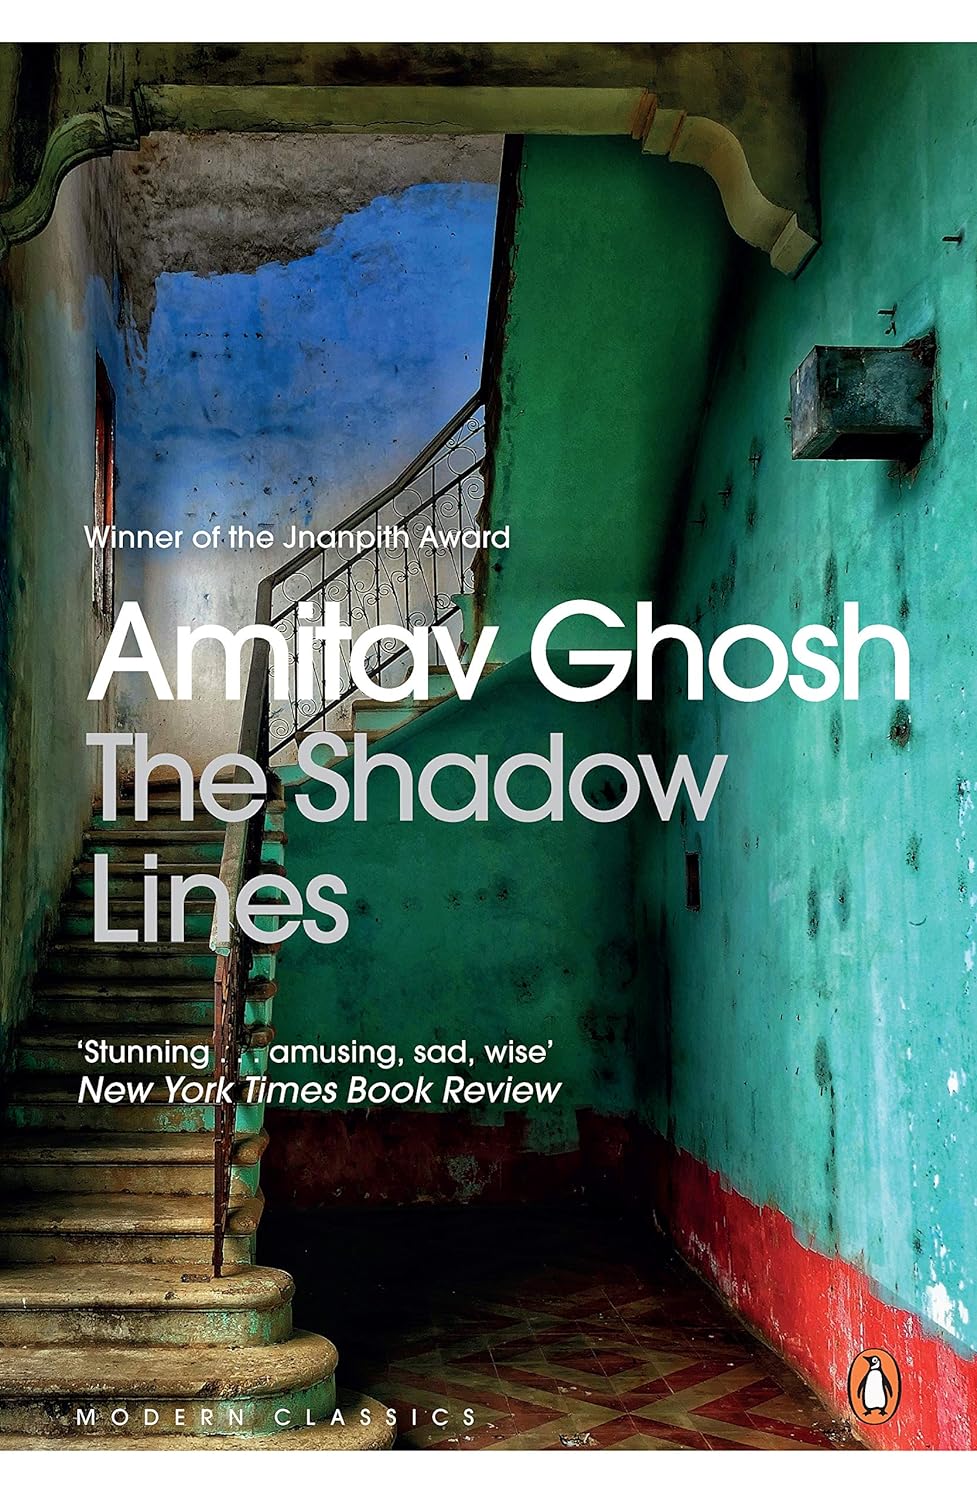 Winner of the Jnanpith Award
Amitav Ghosh
The Shadow
Lines
‘Stunning . . . amusing, sad, wise’
New York Times Book Review
MODERN CLASSICS